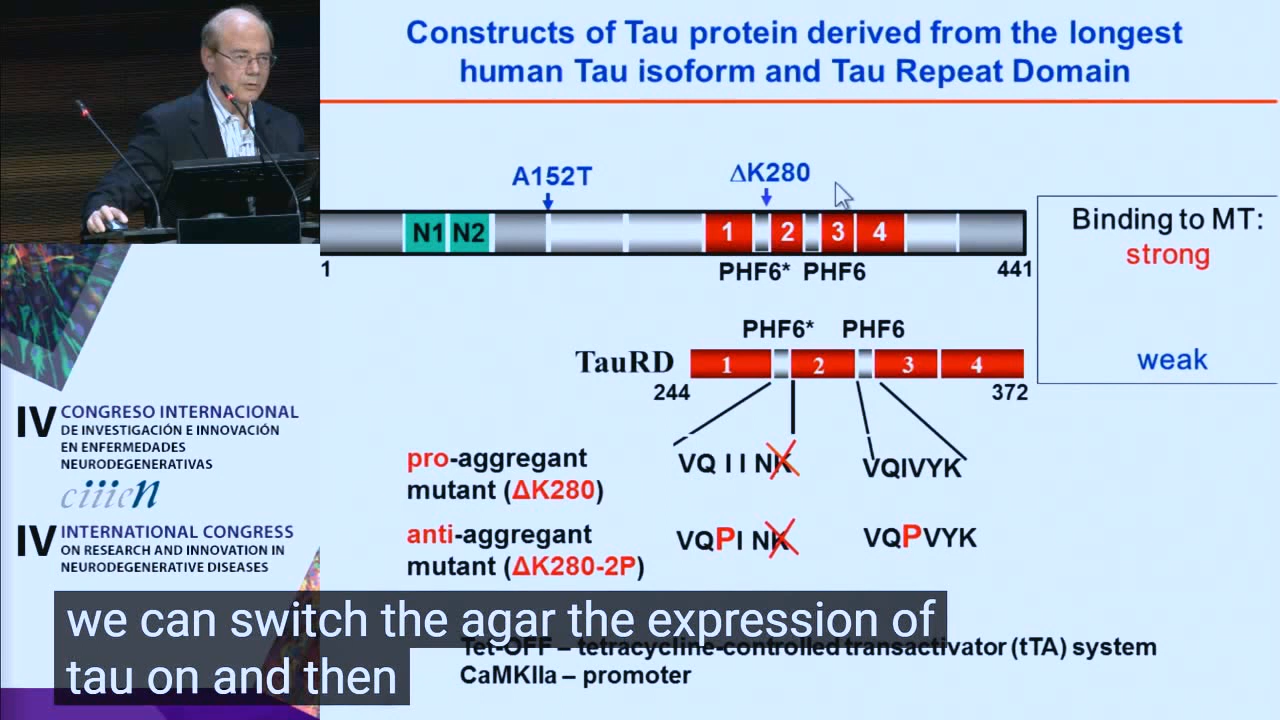 Constructs of Tau protein derived from the longest
human Tau isoform and Tau Repeat Domain
A152T
ΔK280
N1 N2
1 2 3 4
Binding to MT:
strong
1
PHF6* PHF6
441
PHF6* PHF6
TauRD
1 2 3 4
weak
244
372
pro-aggregant
mutant (ΔK280)
VQ I I NK
VQIVYK
anti-aggregant
mutant (ΔK280-2P)
VQPI NK
VQPVYK
Tet-OFF – tetracycline-controlled transactivator (tTA) system
CaMKIIa – promoter
IV CONGRESO INTERNACIONAL
DE INVESTIGACIÓN E INNOVACIÓN
EN ENFERMEDADES
NEURODEGENERATIVAS
ciiien
IV INTERNATIONAL CONGRESS
ON RESEARCH AND INNOVATION IN
NEURODEGENERATIVE DISEASES
we can switch the agar the expression of
tau on and then